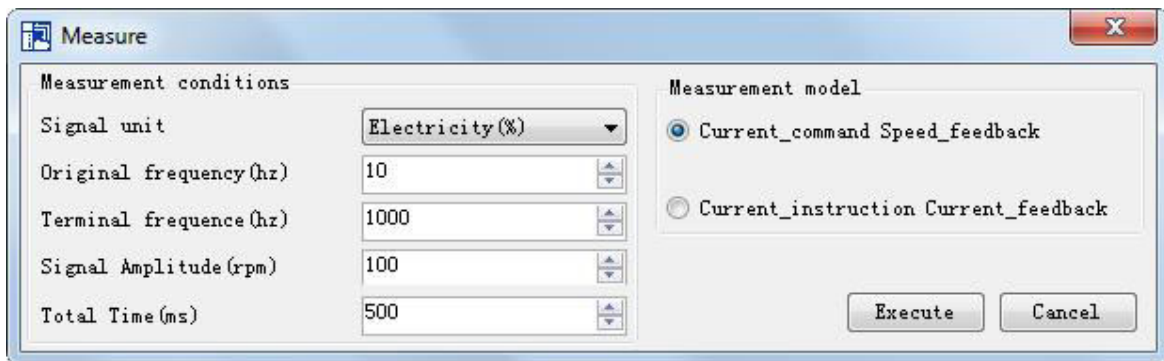 Measure
Measurement conditions
Signal unit
Electricity(%)
Original frequency(hz)
10
Terminal frequence(hz)
1000
Signal Amplitude(rpm)
100
Total Time(ms)
500
Measurement model
Current_command Speed_feedback
Current_instruction Current_feedback
Execute
Cancel